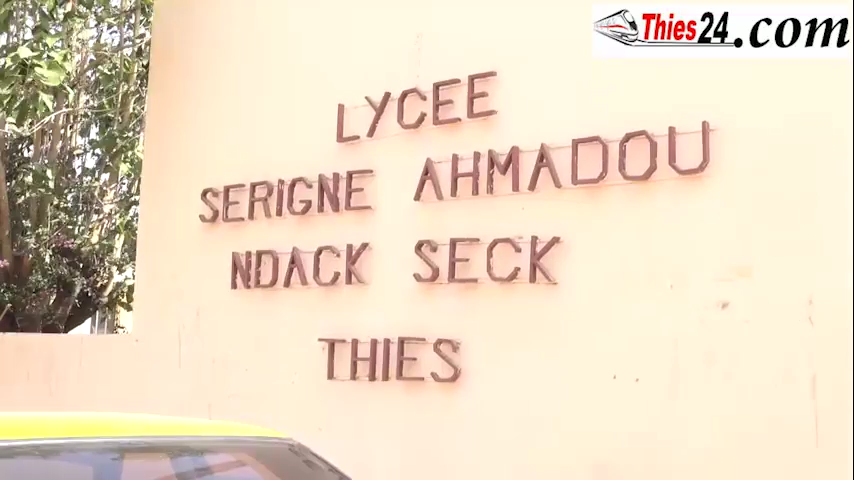 Thies24.com
LYCEE
SERIGNE AHMADOU
NDACK SECK
THIES